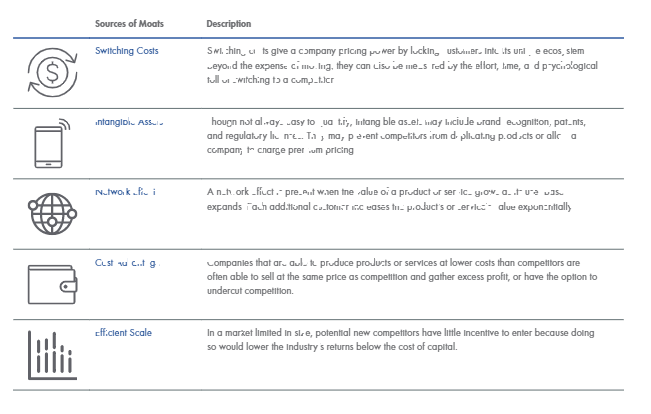 Sources of Moats Description
Switching Costs
Switching costs give a company pricing power by locking customers into its unique ecosystem
beyond the expense of moving, they can also be measured by the effort, time, and psychological
toll of switching to a competitor
Intangible Assets
Though not always easy to quantify, intangible assets may include brand recognition, patents,
and regulatory licenses. They may prevent competitors from duplicating products or allow a
company to charge premium pricing
Network Effect
A network effect is present when the value of a product or service grows as its user base
expands. Each additional customer increases the product's or service's value exponentially
Cost Advantage
Companies that are able to produce products or services at lower costs than competitors are
often able to sell at the same price as competition and gather excess profit, or have the option to
undercut competition.
Efficient Scale
In a market limited in size, potential new competitors have little incentive to enter because doing
so would lower the industry's returns below the cost of capital.